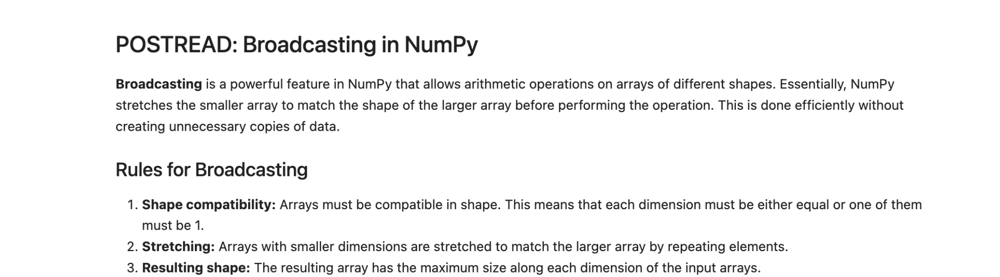 POSTREAD: Broadcasting in NumPy
Broadcasting is a powerful feature in NumPy that allows arithmetic operations on arrays of different shapes. Essentially, NumPy
stretches the smaller array to match the shape of the larger array before performing the operation. This is done efficiently without
creating unnecessary copies of data.
Rules for Broadcasting
1. Shape compatibility: Arrays must be compatible in shape. This means that each dimension must be either equal or one of them
must be 1.
2. Stretching: Arrays with smaller dimensions are stretched to match the larger array by repeating elements.
3. Resulting shape: The resulting array has the maximum size along each dimension of the input arrays.